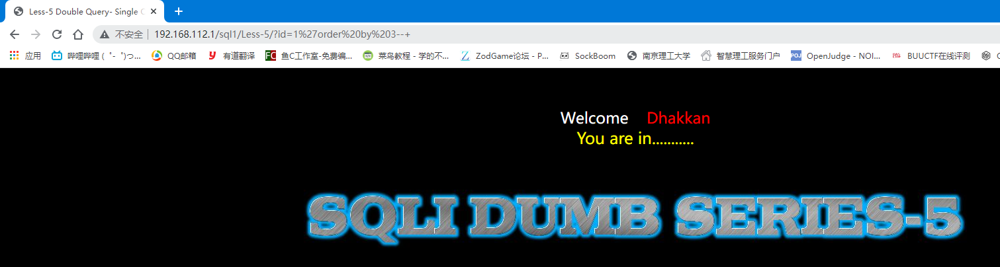 Less-5 Double Query- Single
不安全 192.168.112.1/sql1/Less-5/?id=1%27order%20by%203--+
应用 哔哩哔哩 (゜-゜)つ... QQ邮箱 有道翻译 FC 鱼C工作室-免费编... 菜鸟教程 - 学的不... ZodGame论坛 - P... SockBoom 南京理工大学 智慧理工服务门户 POJ OpenJudge - NOI... BUUCTF在线评测
Welcome Dhakkan
You are in...........
SQLI DUMB SERIES-5